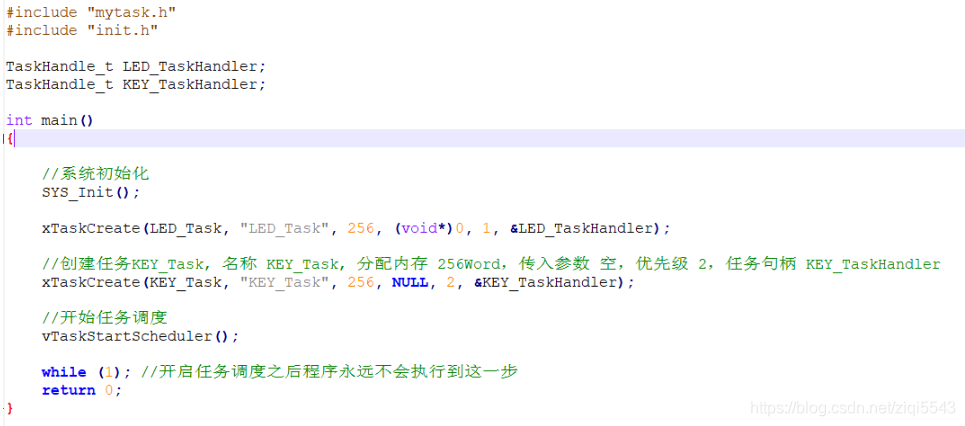 #include "mytask.h"
#include "init.h"
TaskHandle_t LED_TaskHandler;
TaskHandle_t KEY_TaskHandler;
int main()
{
//系统初始化
SYS_Init();
xTaskCreate(LED_Task, "LED_Task", 256, (void*)0, 1, &LED_TaskHandler);
//创建任务KEY_Task, 名称 KEY_Task, 分配内存 256Word，传入参数 空，优先级 2，任务句柄 KEY_TaskHandler
xTaskCreate(KEY_Task, "KEY_Task", 256, NULL, 2, &KEY_TaskHandler);
//开始任务调度
vTaskStartScheduler();
while (1); //开启任务调度之后程序永远不会执行到这一步
return 0;
}
https://blog.csdn.net/ziqi5543